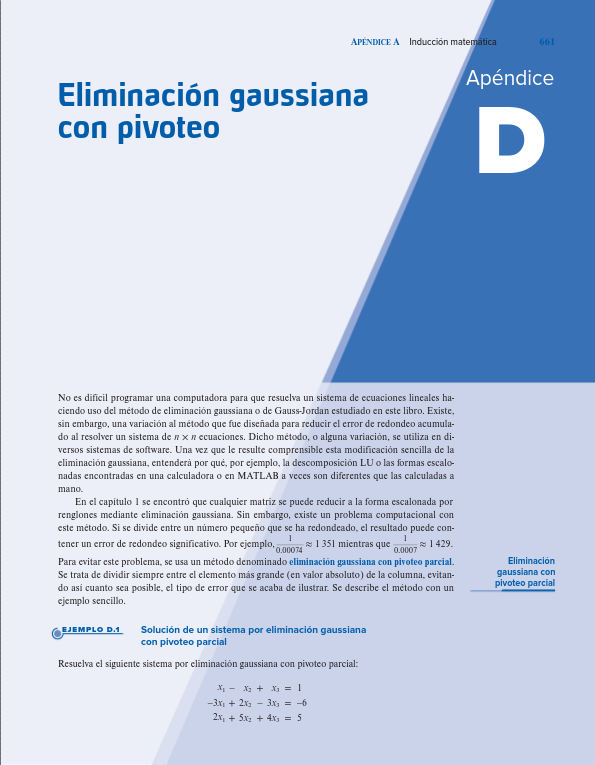 APÉNDICE A Inducción matemática 661
Apéndice
D
Eliminación gaussiana
con pivoteo
No es difícil programar una computadora para que resuelva un sistema de ecuaciones lineales ha-
ciendo uso del método de eliminación gaussiana o de Gauss-Jordan estudiado en este libro. Existe,
sin embargo, una variación al método que fue diseñada para reducir el error de redondeo acumula-
do al resolver un sistema de n × n ecuaciones. Dicho método, o alguna variación, se utiliza en di-
versos sistemas de software. Una vez que le resulte comprensible esta modificación sencilla de la
eliminación gaussiana, entenderá por qué, por ejemplo, la descomposición LU o las formas escalo-
nadas encontradas en una calculadora o en MATLAB a veces son diferentes que las calculadas a
mano.
En el capítulo 1 se encontró que cualquier matriz se puede reducir a la forma escalonada por
renglones mediante eliminación gaussiana. Sin embargo, existe un problema computacional con
este método. Si se divide entre un número pequeño que se ha redondeado, el resultado puede con-
tener un error de redondeo significativo. Por ejemplo, 1/0.00074 ≈ 1 351 mientras que 1/0.0007 ≈ 1 429.
Para evitar este problema, se usa un método denominado eliminación gaussiana con pivoteo parcial.
Se trata de dividir siempre entre el elemento más grande (en valor absoluto) de la columna, evitan-
do así cuanto sea posible, el tipo de error que se acaba de ilustrar. Se describe el método con un
ejemplo sencillo.
Eliminación
gaussiana con
pivoteo parcial
EJEMPLO D.1 Solución de un sistema por eliminación gaussiana
con pivoteo parcial
Resuelva el siguiente sistema por eliminación gaussiana con pivoteo parcial:
x₁ − x₂ + x₃ = 1
−3x₁ + 2x₂ − 3x₃ = −6
2x₁ + 5x₂ + 4x₃ = 5